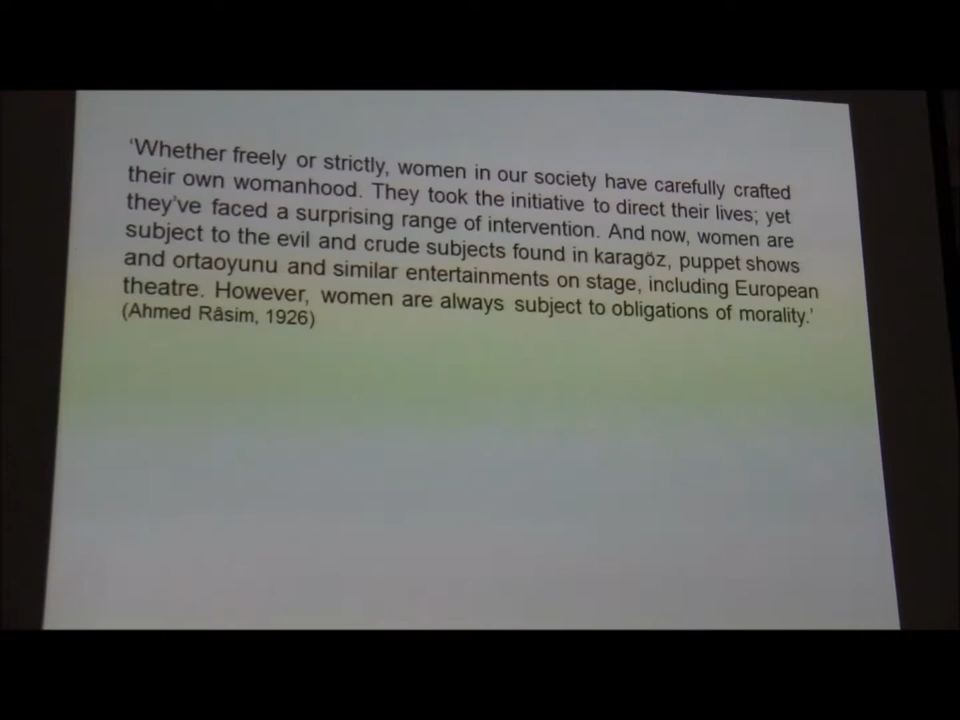 ‘Whether freely or strictly, women in our society have carefully crafted
their own womanhood. They took the initiative to direct their lives; yet
they’ve faced a surprising range of intervention. And now, women are
subject to the evil and crude subjects found in karagöz, puppet shows
and ortaoyunu and similar entertainments on stage, including European
theatre. However, women are always subject to obligations of morality.’
(Ahmed Râsim, 1926)